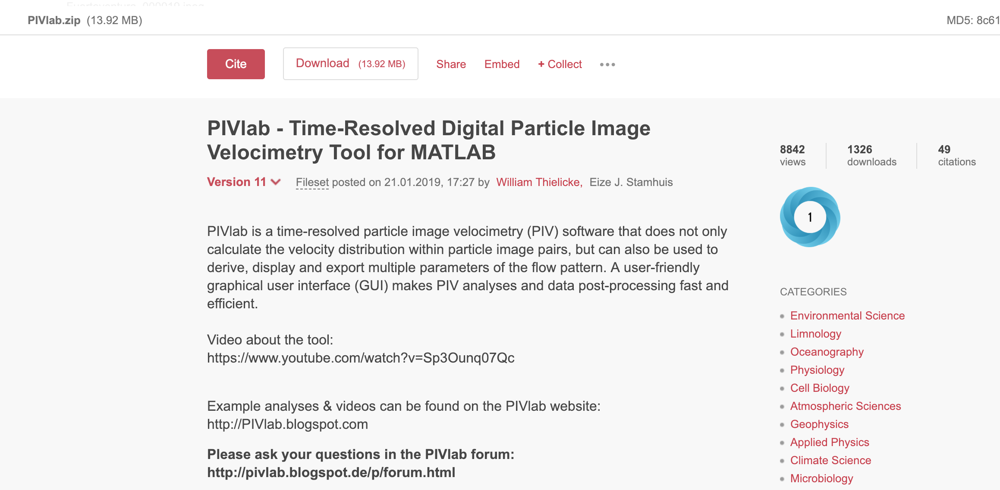 PIVlab.zip (13.92 MB)
MD5: 8c61
Cite
Download (13.92 MB)
Share
Embed
+ Collect
PIVlab - Time-Resolved Digital Particle Image
Velocimetry Tool for MATLAB
Version 11
Fileset posted on 21.01.2019, 17:27 by William Thielicke, Eize J. Stamhuis
PIVlab is a time-resolved particle image velocimetry (PIV) software that does not only
calculate the velocity distribution within particle image pairs, but can also be used to
derive, display and export multiple parameters of the flow pattern. A user-friendly
graphical user interface (GUI) makes PIV analyses and data post-processing fast and
efficient.
Video about the tool:
https://www.youtube.com/watch?v=Sp3Ounq07Qc
Example analyses & videos can be found on the PIVlab website:
http://PIVlab.blogspot.com
Please ask your questions in the PIVlab forum:
http://pivlab.blogspot.de/p/forum.html
8842
views
1326
downloads
49
citations
1
CATEGORIES
Environmental Science
Limnology
Oceanography
Physiology
Cell Biology
Atmospheric Sciences
Geophysics
Applied Physics
Climate Science
Microbiology